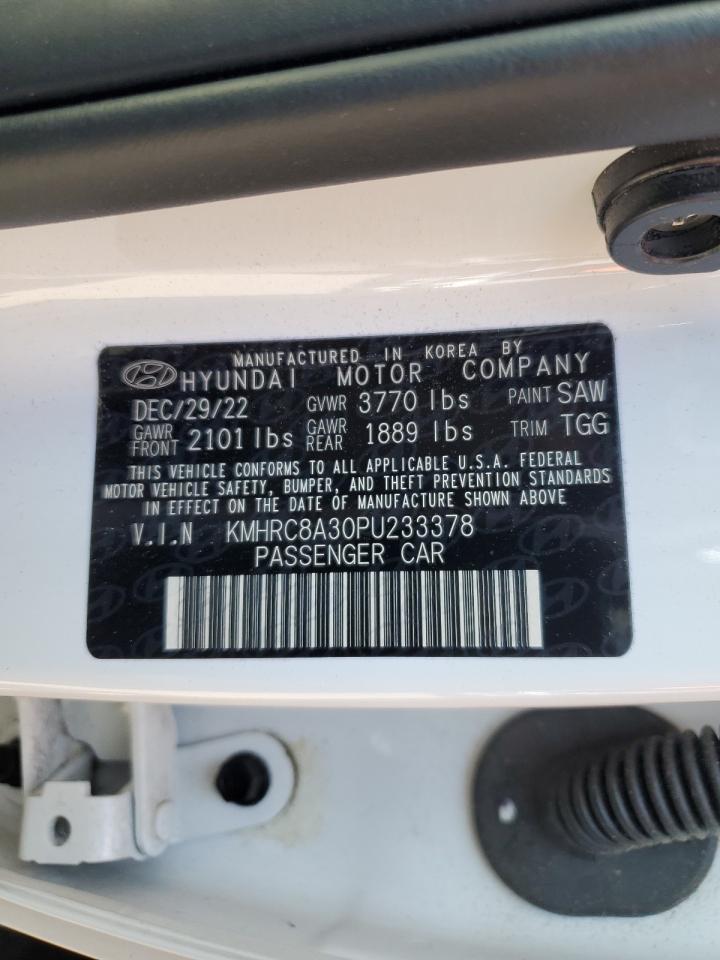 MANUFACTURED IN KOREA BY
HYUNDAI MOTOR COMPANY
DEC/29/22 GVWR 3770 lbs PAINT SAW
GAWR FRONT 2101 lbs GAWR REAR 1889 lbs TRIM TGG
THIS VEHICLE CONFORMS TO ALL APPLICABLE U.S.A. FEDERAL
MOTOR VEHICLE SAFETY, BUMPER, AND THEFT PREVENTION STANDARDS
IN EFFECT ON THE DATE OF MANUFACTURE SHOWN ABOVE
V.I.N KMHRC8A30PU233378
PASSENGER CAR